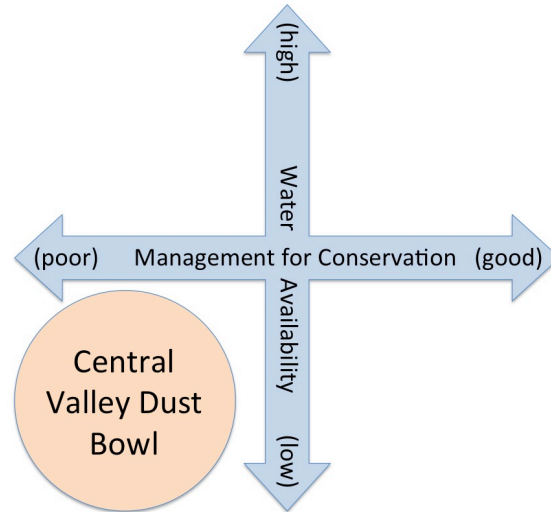 (high)
Water Availability
(poor) Management for Conservation (good)
(low)
Central
Valley Dust
Bowl